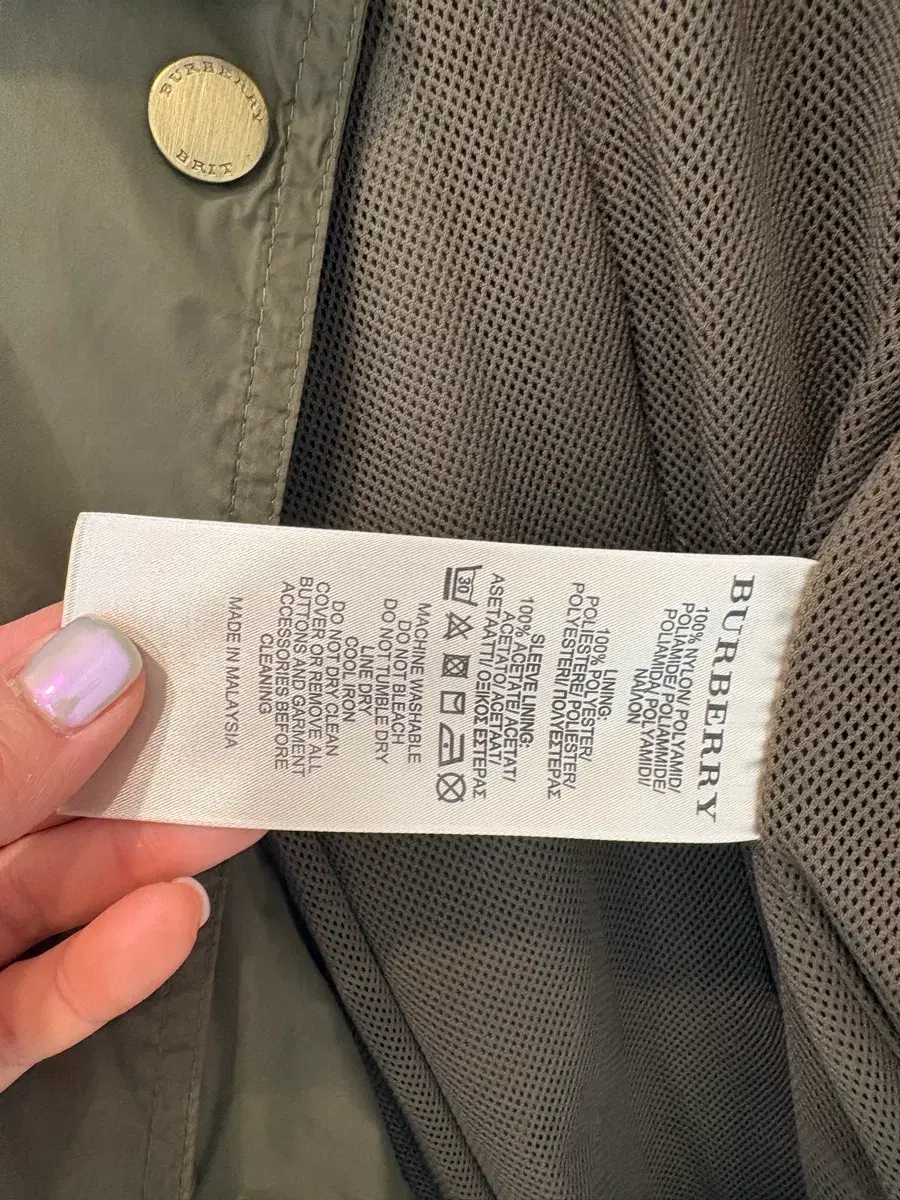 BURBERRY
BRIT
BURBERRY
100% NYLON/ POLYAMID/
POLIAMIDE/ POLIAMMIDE/
POLIAMIDA/ POLYAMIDI/
ΝΑΪΛΟΝ
LINING:
100% POLYESTER/
POLIESTERE/ POLIESTER/
POLYESTERI/ ΠΟΛΥΕΣΤΕΡΑΣ
SLEEVE LINING:
100% ACETATE/ ACETAT/
ACETATO/ ACETAAT/
ASETAATTI/ ΟΞΙΚΟΣ ΕΣΤΕΡΑΣ
30
MACHINE WASHABLE
DO NOT BLEACH
DO NOT TUMBLE DRY
LINE DRY
COOL IRON
DO NOT DRY CLEAN
COVER OR REMOVE ALL
BUTTONS AND GARMENT
ACCESSORIES BEFORE
CLEANING
MADE IN MALAYSIA